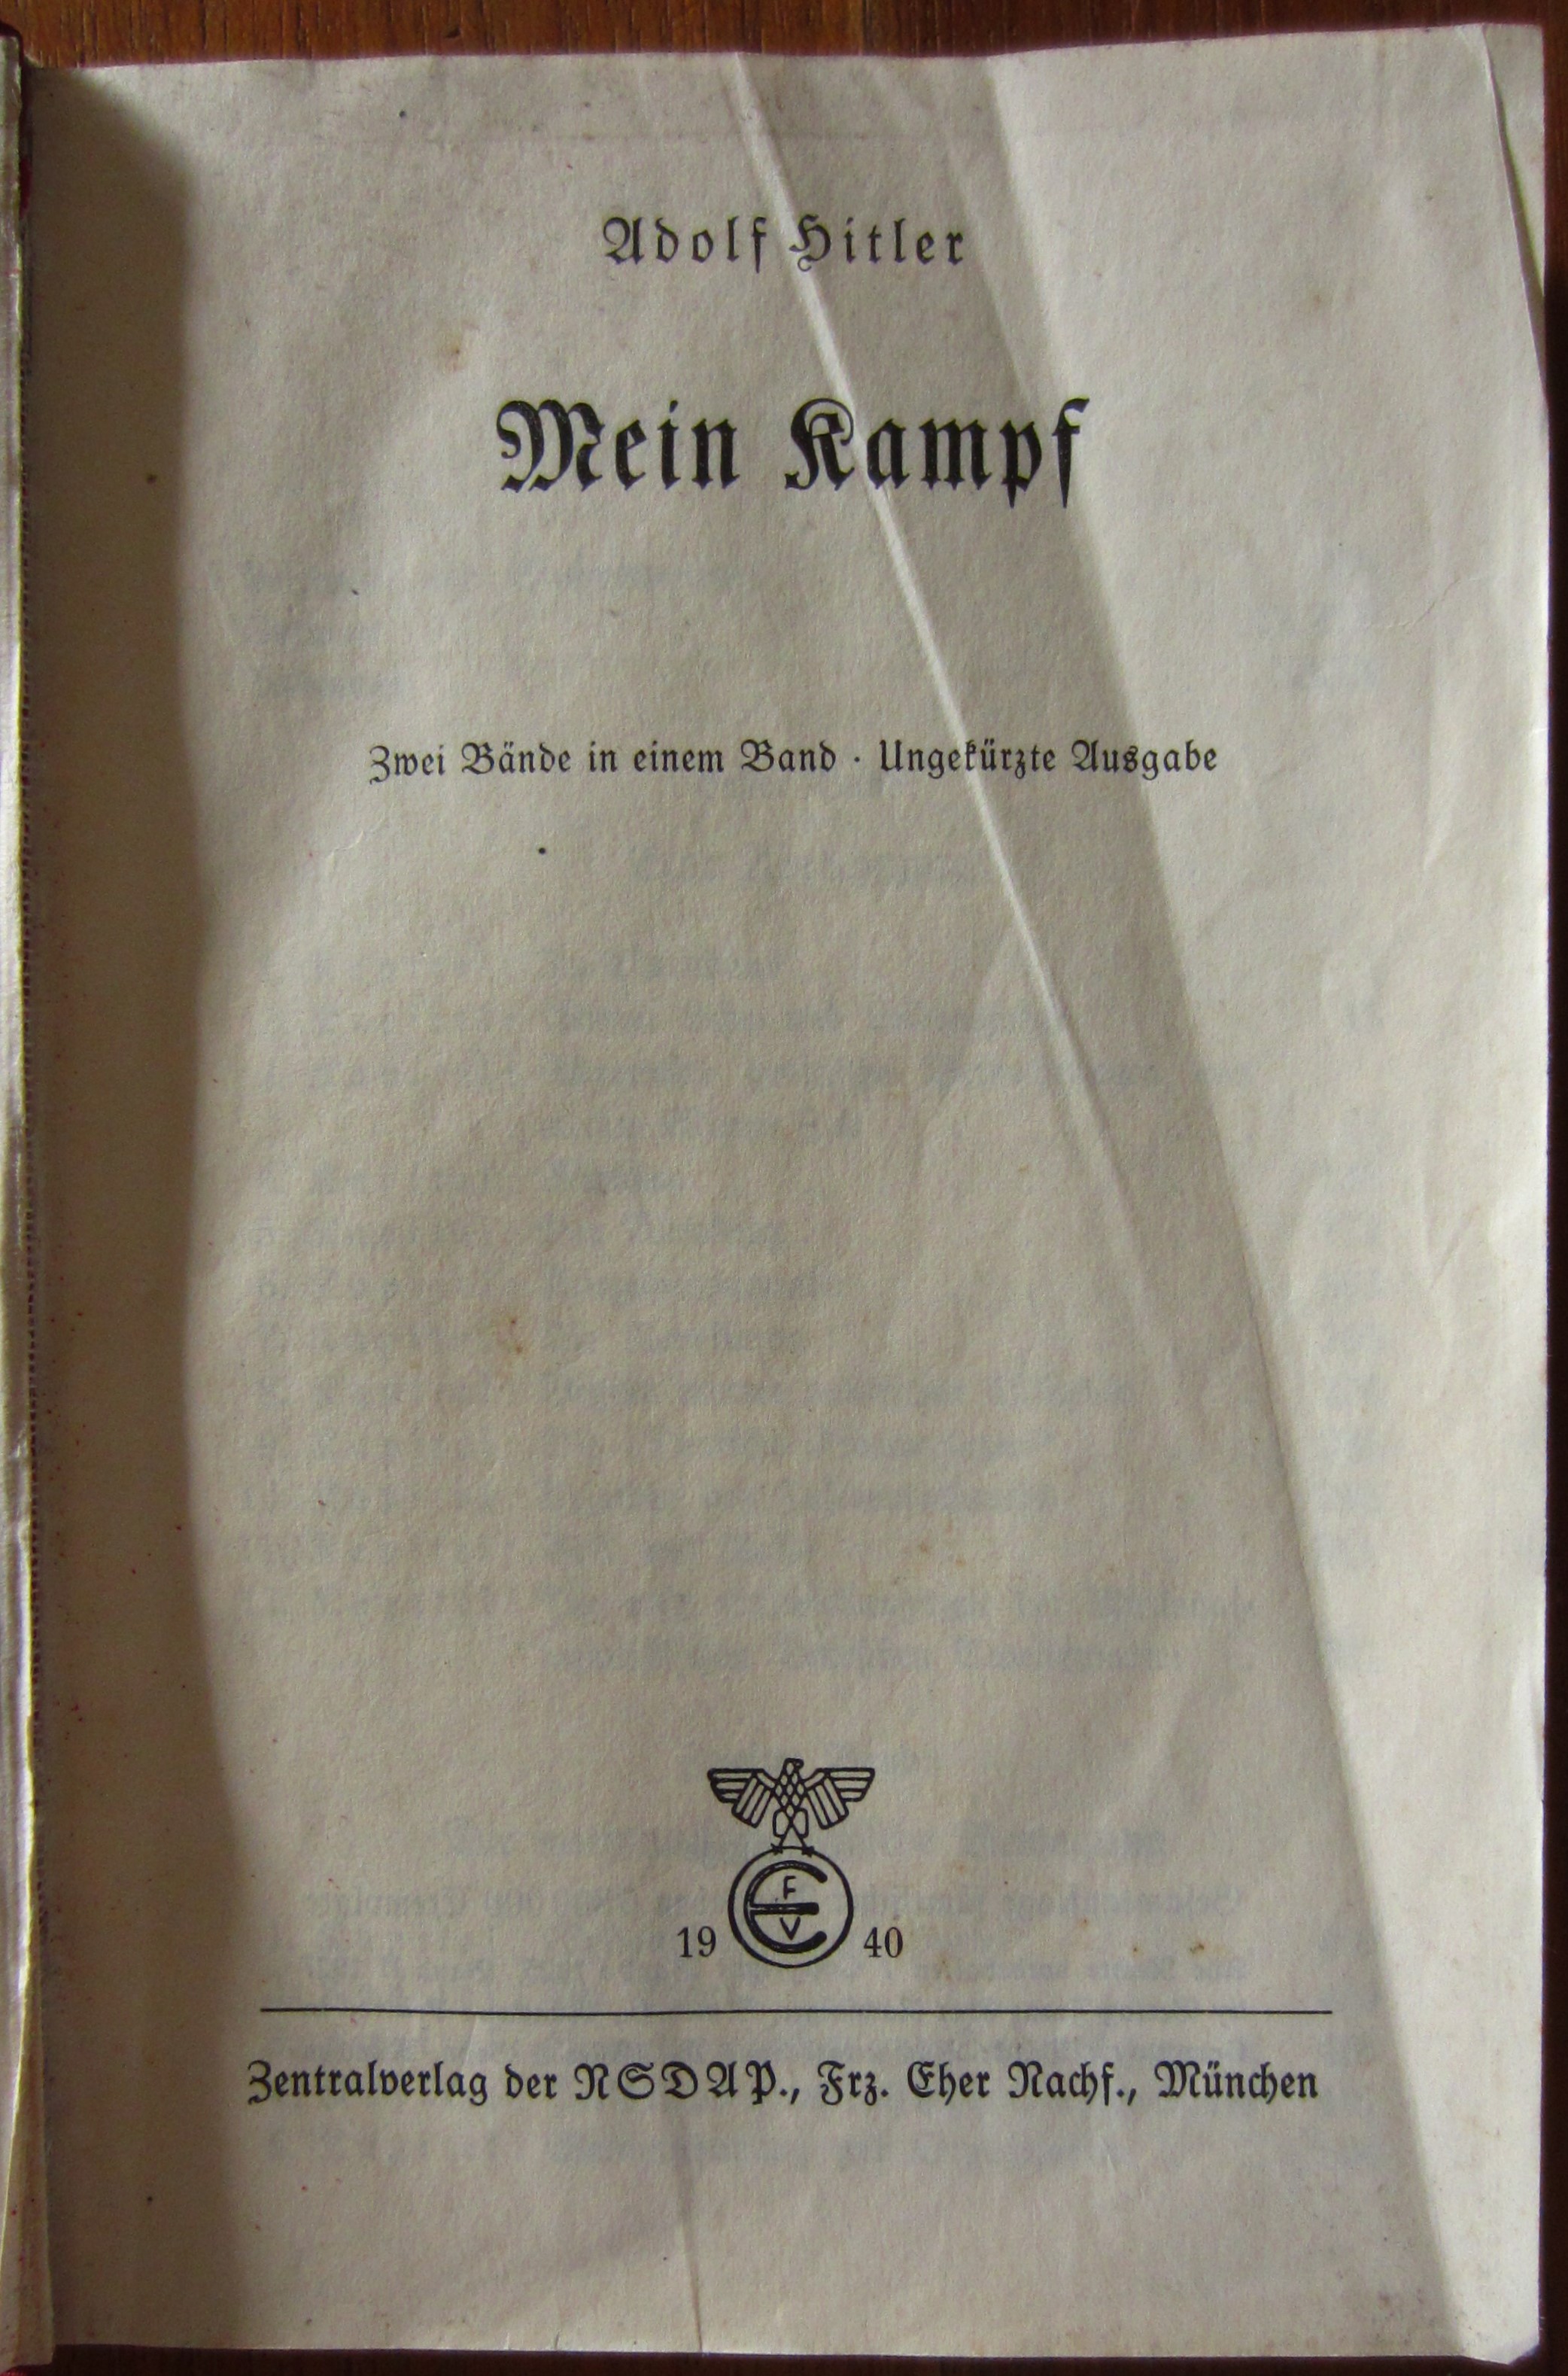 Adolf Hitler
Mein Kampf
Zwei Bände in einem Band · Ungekürzte Ausgabe
F
E
V
19 40
Zentralverlag der NSDAP., Frz. Eher Nachf., München